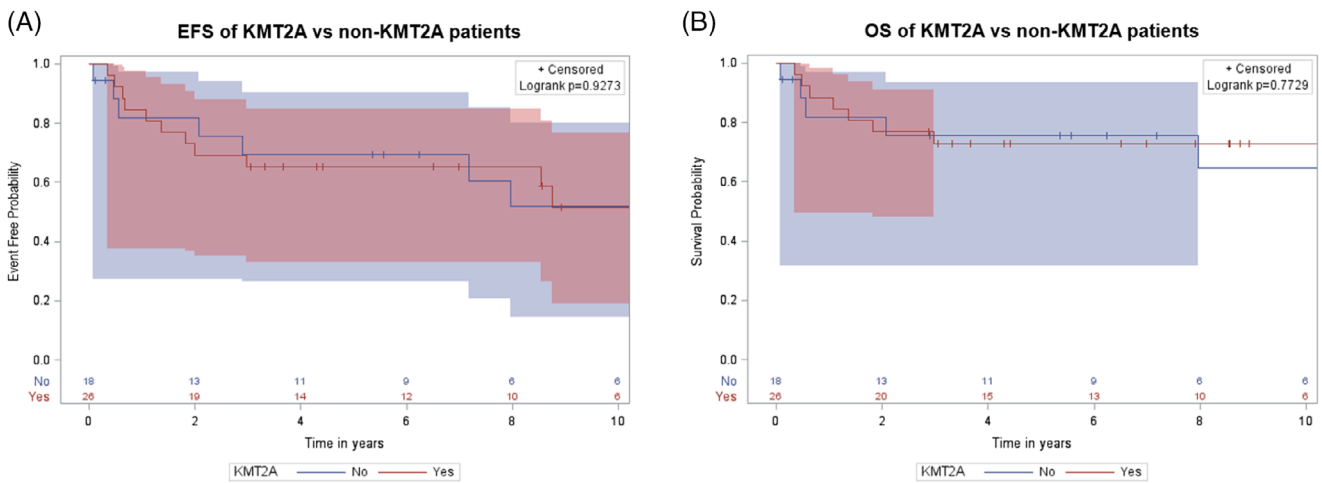 (A)
EFS of KMT2A vs non-KMT2A patients
+ Censored
Logrank p=0.9273
Event Free Probability
1.0
0.8
0.6
0.4
0.2
0.0
No 18 13 11 9 6 6
Yes 26 19 14 12 10 6
0 2 4 6 8 10
Time in years
KMT2A No Yes
(B)
OS of KMT2A vs non-KMT2A patients
+ Censored
Logrank p=0.7729
Survival Probability
1.0
0.8
0.6
0.4
0.2
0.0
No 18 13 11 9 6 6
Yes 26 20 15 13 10 6
0 2 4 6 8 10
Time in years
KMT2A No Yes